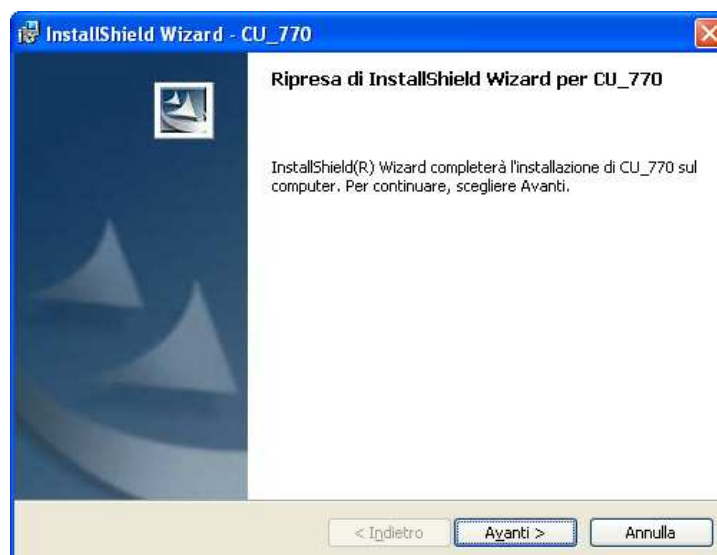 InstallShield Wizard - CU_770
Ripresa di InstallShield Wizard per CU_770
InstallShield(R) Wizard completerà l'installazione di CU_770 sul
computer. Per continuare, scegliere Avanti.
< Indietro
Avanti >
Annulla